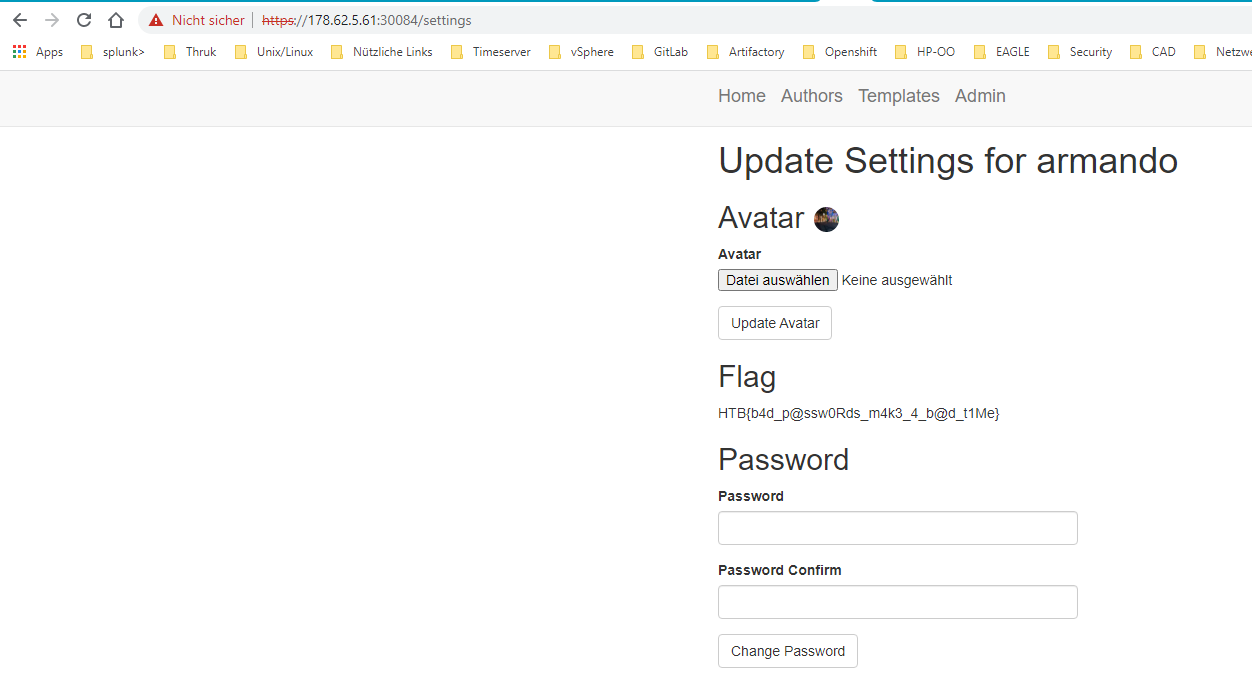 Nicht sicher | https://178.62.5.61:30084/settings
Apps splunk> Thruk Unix/Linux Nützliche Links Timeserver vSphere GitLab Artifactory Openshift HP-OO EAGLE Security CAD Netzwe
Home Authors Templates Admin
Update Settings for armando
Avatar
Avatar
Datei auswählen Keine ausgewählt
Update Avatar
Flag
HTB{b4d_p@ssw0Rds_m4k3_4_b@d_t1Me}
Password
Password
Password Confirm
Change Password